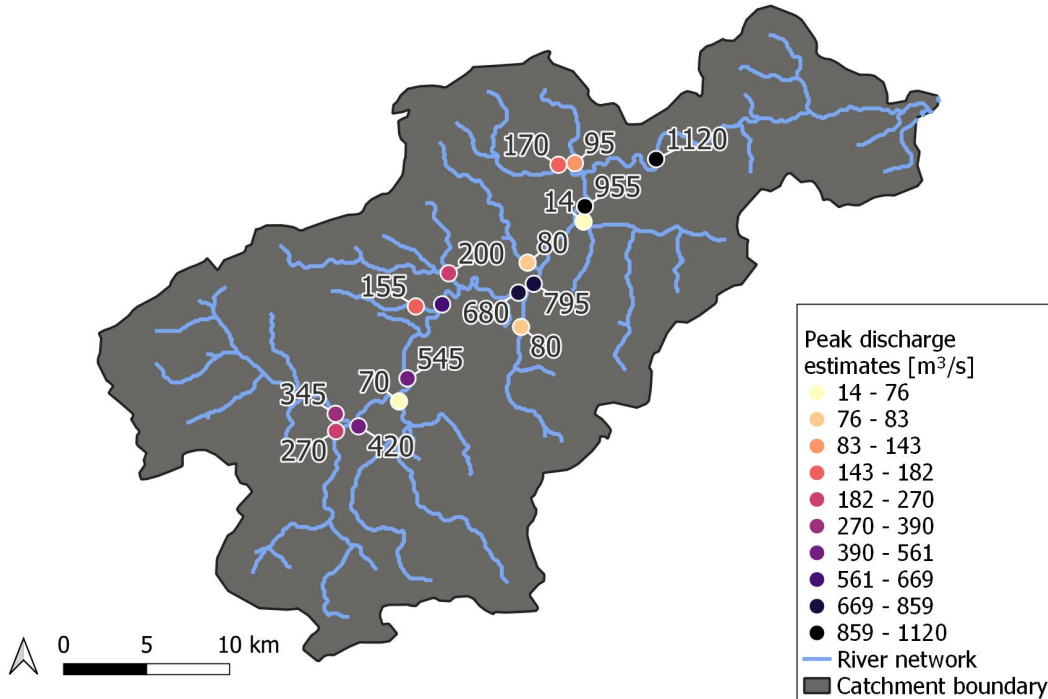 1120
170
95
955
14
80
200
155
680
795
80
545
70
345
270
420
0 5 10 km
Peak discharge
estimates [m³/s]
14 - 76
76 - 83
83 - 143
143 - 182
182 - 270
270 - 390
390 - 561
561 - 669
669 - 859
859 - 1120
River network
Catchment boundary